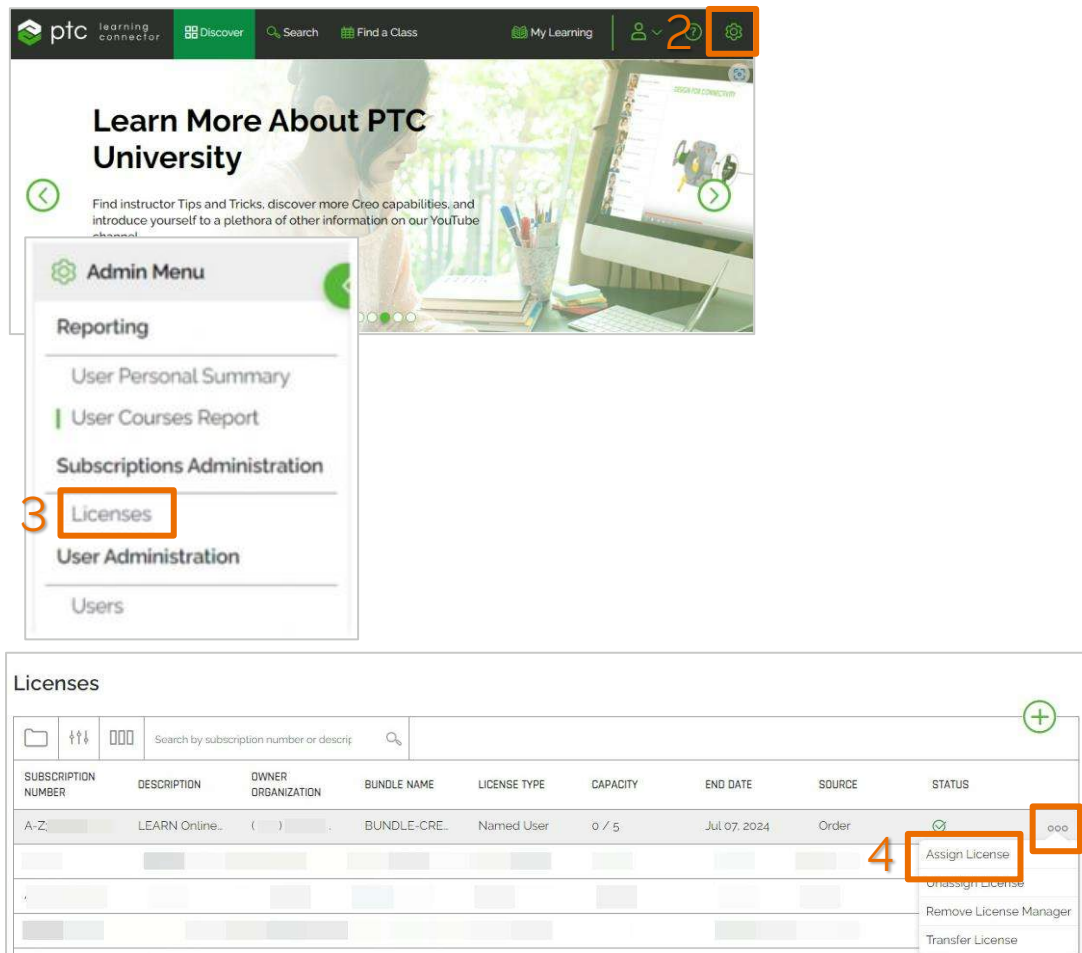 ptc learning connector Discover Search Find a Class My Learning 2 ?
DESIGN FOR CONNECTIVITY
Learn More About PTC
University
Find instructor Tips and Tricks, discover more Creo capabilities, and
introduce yourself to a plethora of other information on our YouTube
channel
Admin Menu
Reporting
User Personal Summary
User Courses Report
Subscriptions Administration
3 Licenses
User Administration
Users
Licenses
Search by subscription number or descrip
SUBSCRIPTION NUMBER DESCRIPTION OWNER ORGANIZATION BUNDLE NAME LICENSE TYPE CAPACITY END DATE SOURCE STATUS
A-Z; LEARN Online... ( ) . BUNDLE-CRE... Named User 0 / 5 Jul 07, 2024 Order
4 Assign License
Unassign License
Remove License Manager
Transfer License